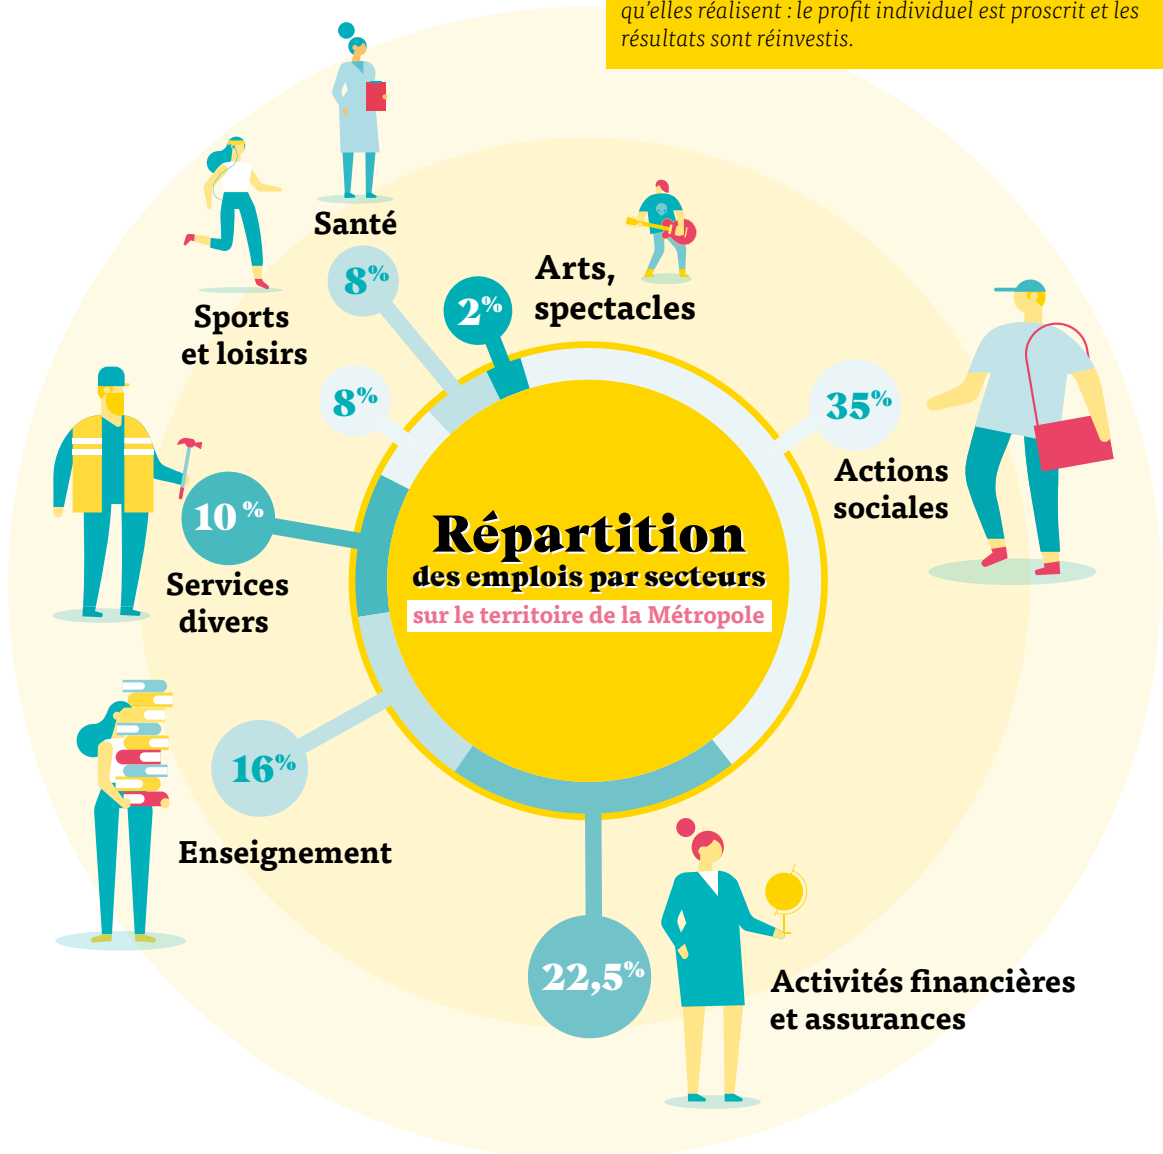 qu’elles réalisent : le profit individuel est proscrit et les
résultats sont réinvestis.
Santé
8%
Arts,
spectacles
2%
Sports
et loisirs
8%
35%
Actions
sociales
10 %
Services
divers
Répartition
des emplois par secteurs
sur le territoire de la Métropole
16%
Enseignement
22,5%
Activités financières
et assurances